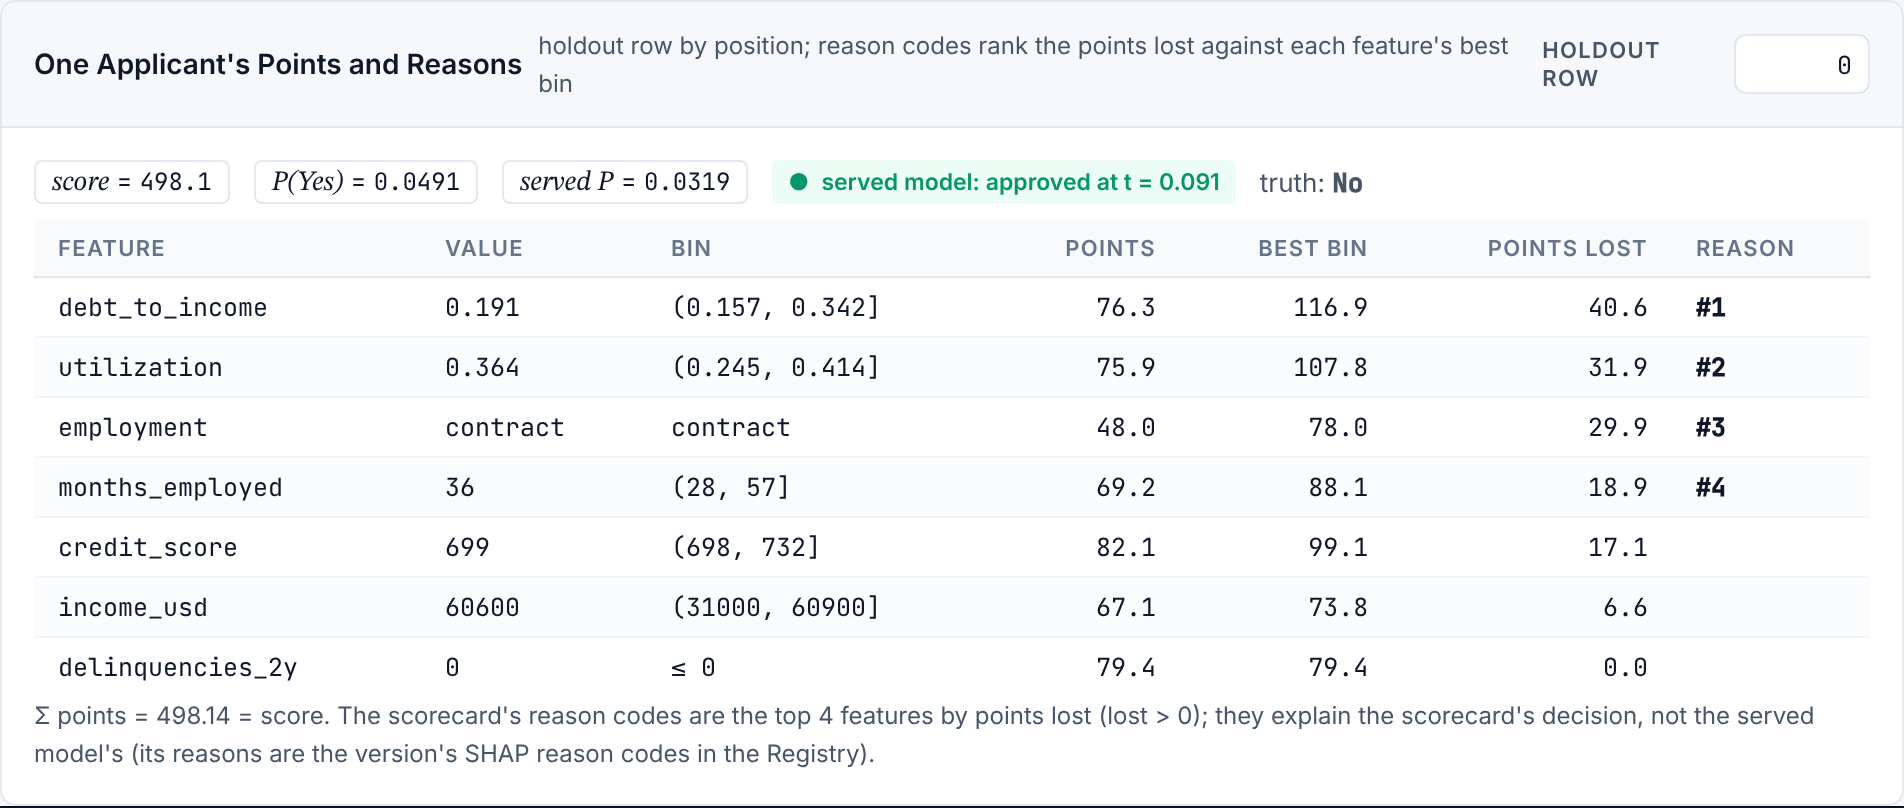 One Applicant's Points and Reasons
holdout row by position; reason codes rank the points lost against each feature's best
bin
HOLDOUT
ROW
0
score = 498.1 P(Yes) = 0.0491 served P = 0.0319 served model: approved at t = 0.091 truth: No
FEATURE VALUE BIN POINTS BEST BIN POINTS LOST REASON
debt_to_income 0.191 (0.157, 0.342] 76.3 116.9 40.6 #1
utilization 0.364 (0.245, 0.414] 75.9 107.8 31.9 #2
employment contract contract 48.0 78.0 29.9 #3
months_employed 36 (28, 57] 69.2 88.1 18.9 #4
credit_score 699 (698, 732] 82.1 99.1 17.1
income_usd 60600 (31000, 60900] 67.1 73.8 6.6
delinquencies_2y 0 ≤ 0 79.4 79.4 0.0
Σ points = 498.14 = score. The scorecard's reason codes are the top 4 features by points lost (lost > 0); they explain the scorecard's decision, not the served
model's (its reasons are the version's SHAP reason codes in the Registry).